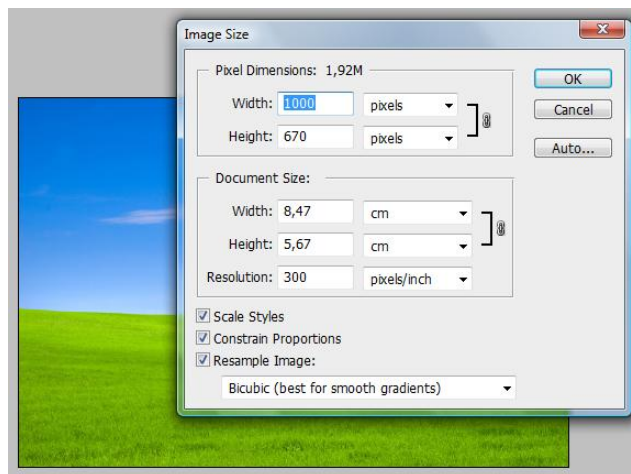 Image Size
Pixel Dimensions: 1,92M
Width: 1000 pixels
Height: 670 pixels
Document Size:
Width: 8,47 cm
Height: 5,67 cm
Resolution: 300 pixels/inch
Scale Styles
Constrain Proportions
Resample Image:
Bicubic (best for smooth gradients)
OK
Cancel
Auto...